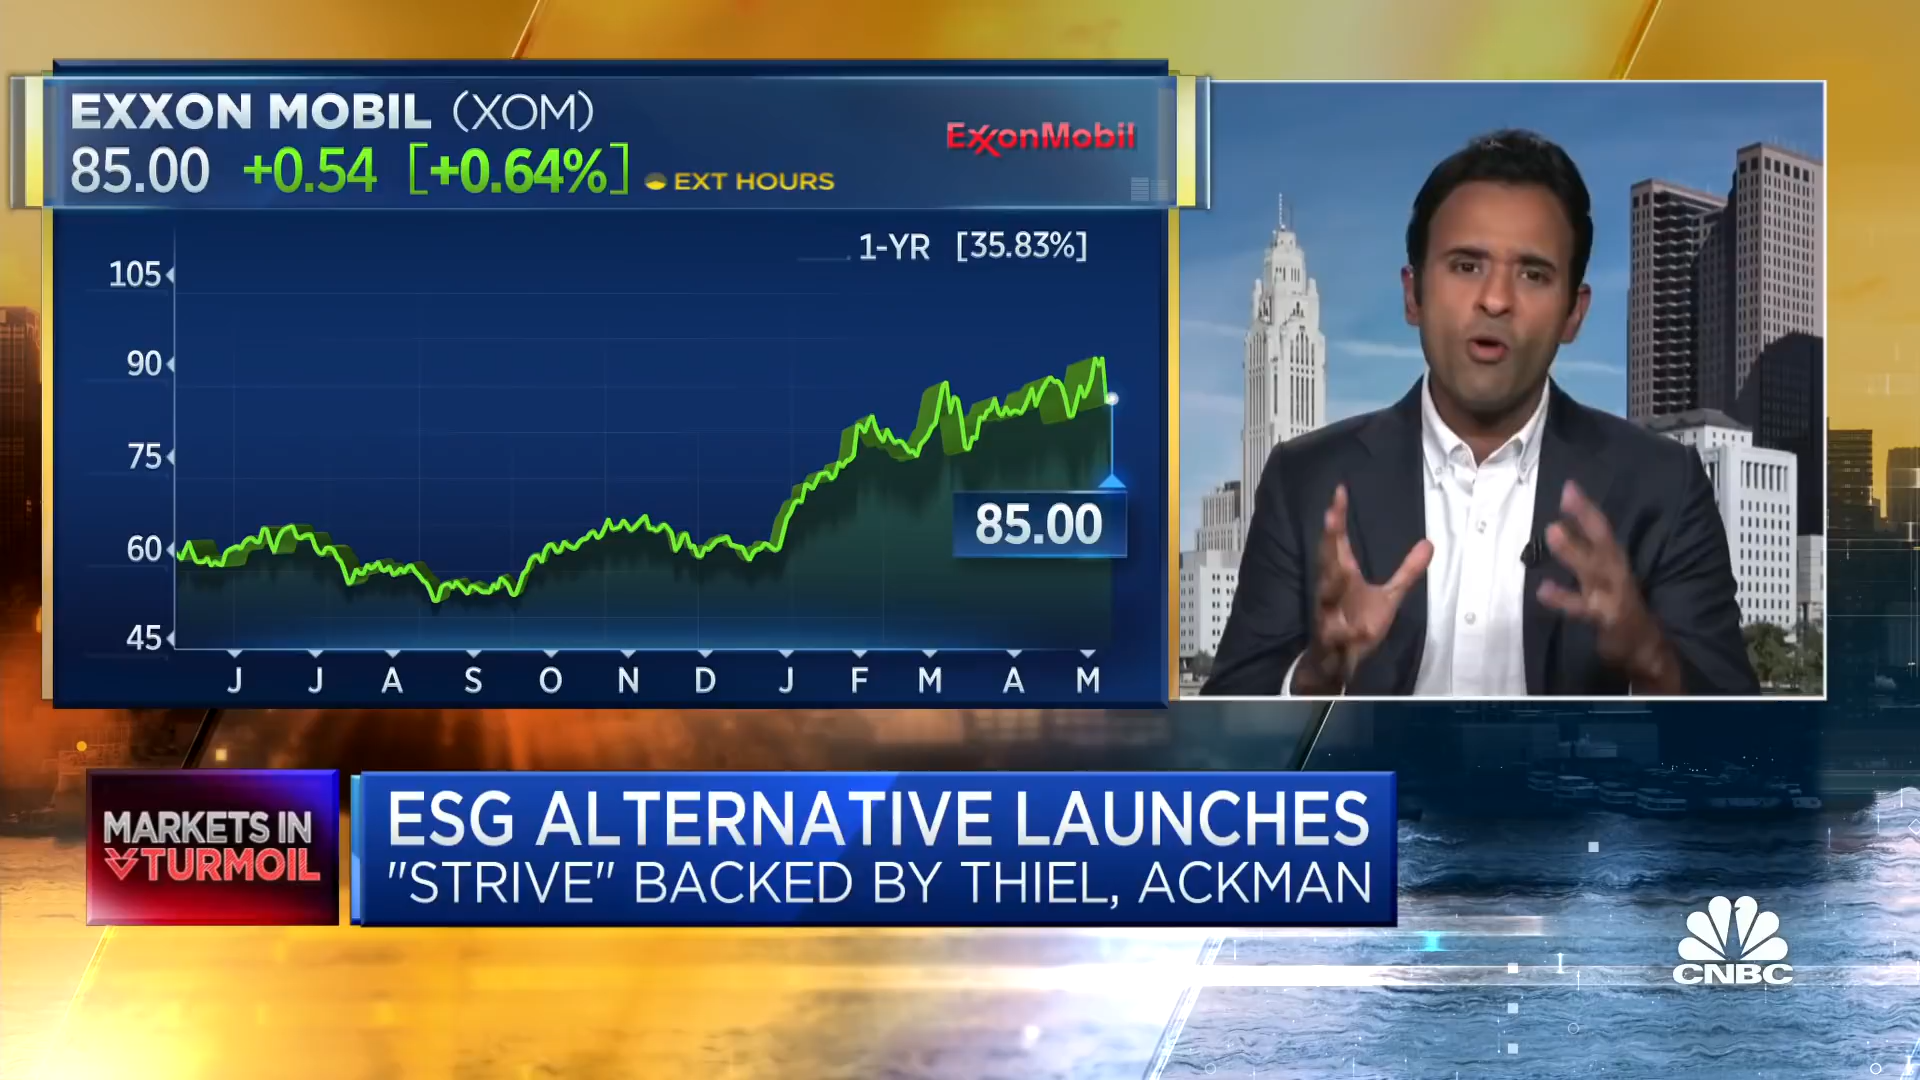 EXXON MOBIL (XOM)
85.00 +0.54 [+0.64%] EXT HOURS
ExxonMobil
1-YR [35.83%]
105
90
75
60
45
85.00
J J A S O N D J F M A M
MARKETS IN
TURMOIL
ESG ALTERNATIVE LAUNCHES
"STRIVE" BACKED BY THIEL, ACKMAN
CNBC